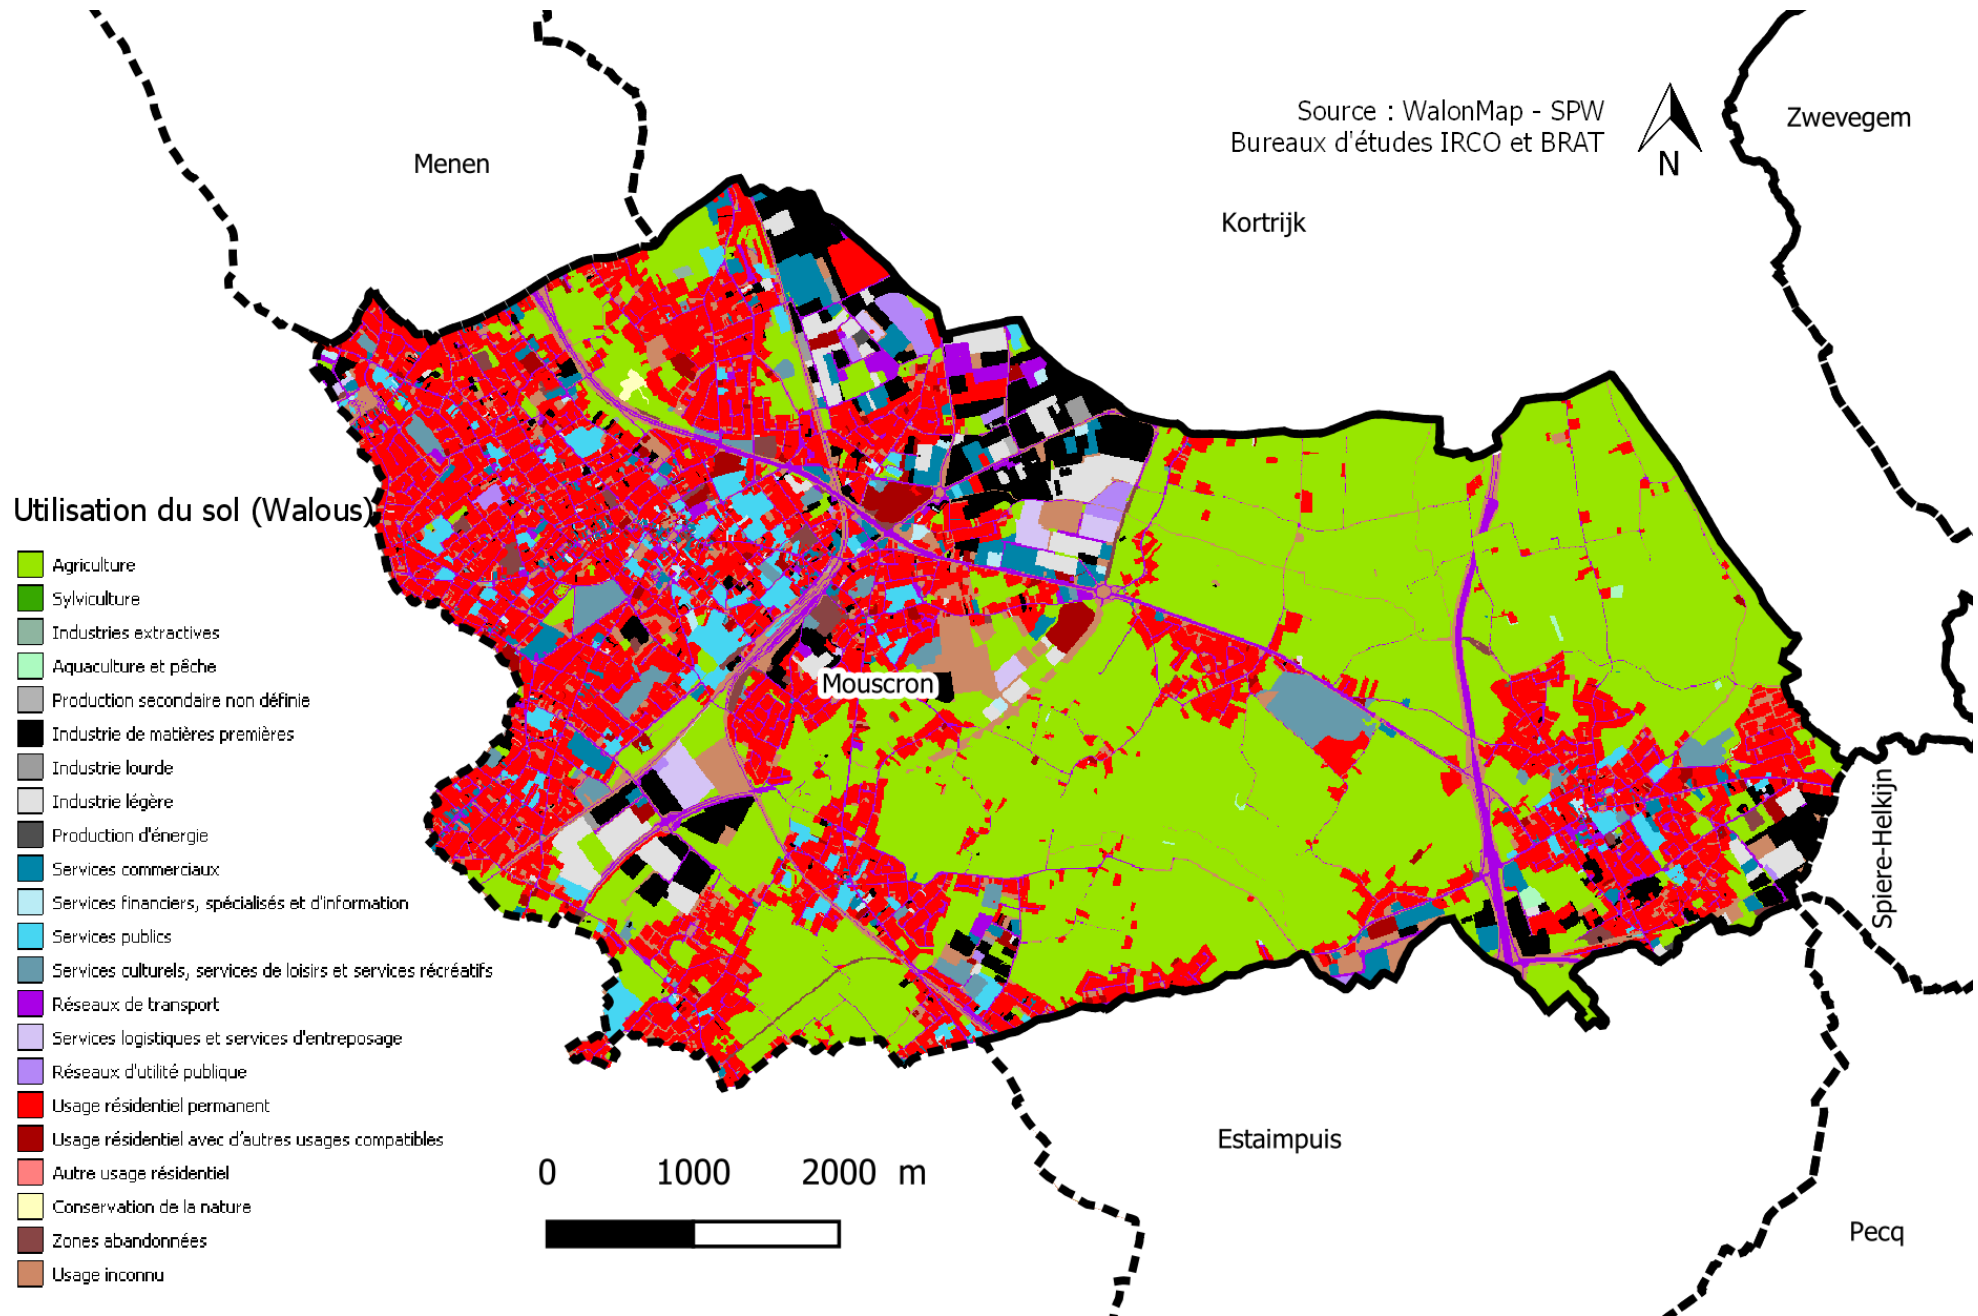 Source : WalonMap - SPW
Bureaux d'études IRCO et BRAT
N
Zwevegem
Menen
Kortrijk
Utilisation du sol (Walous)
Agriculture
Sylviculture
Industries extractives
Aquaculture et pêche
Production secondaire non définie
Industrie de matières premières
Industrie lourde
Industrie légère
Production d'énergie
Services commerciaux
Services financiers, spécialisés et d'information
Services publics
Services culturels, services de loisirs et services récréatifs
Réseaux de transport
Services logistiques et services d'entreposage
Réseaux d'utilité publique
Usage résidentiel permanent
Usage résidentiel avec d'autres usages compatibles
Autre usage résidentiel
Conservation de la nature
Zones abandonnées
Usage inconnu
Mouscron
Spiere-Helkijn
Estaimpuis
Pecq
0 1000 2000 m